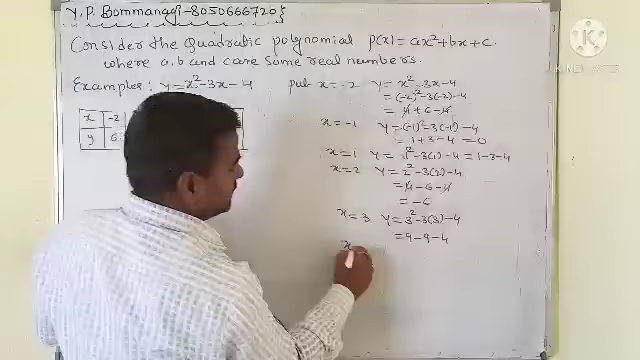 Y.P. Bommanagi-8050666720}
Consider the Quadratic polynomial P(x) = ax²+bx+c.
where a,b and c are some real numbers.
Examples: y=x²-3x-4
x -2
y 6
put x=-2 y = x²-3x-4
= (-2)²-3(-2)-4
= 4+6-4
x=-1 y=(-1)²-3(-1)-4
= 1+3-4 = 0
x=1 y = 1²-3(1)-4 = 1-3-4
x=2 y = 2²-3(2)-4
= 4-6-4
= -6
x=3 y=3²-3(3)-4
= 9-9-4
x
KINEMASTER